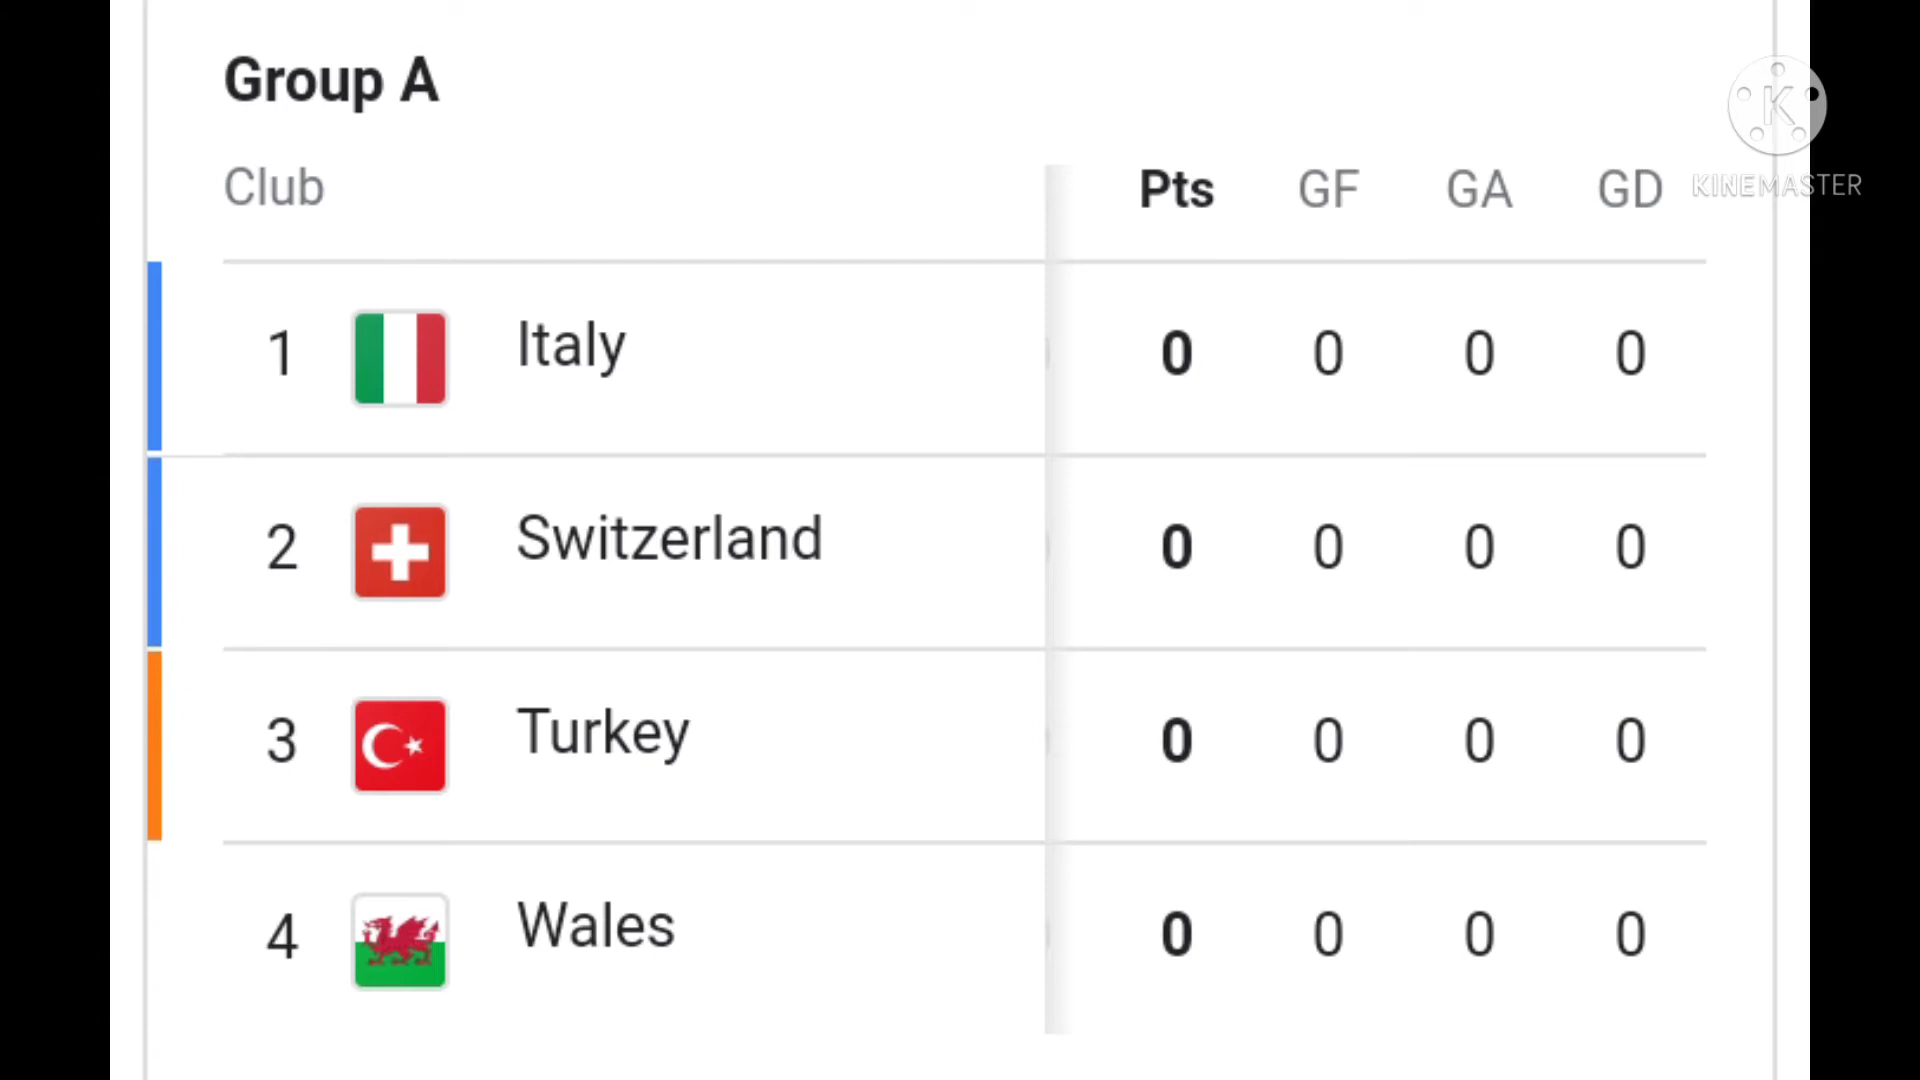 Group A
Club Pts GF GA GD
1 Italy 0 0 0 0
2 Switzerland 0 0 0 0
3 Turkey 0 0 0 0
4 Wales 0 0 0 0
K
KINEMASTER